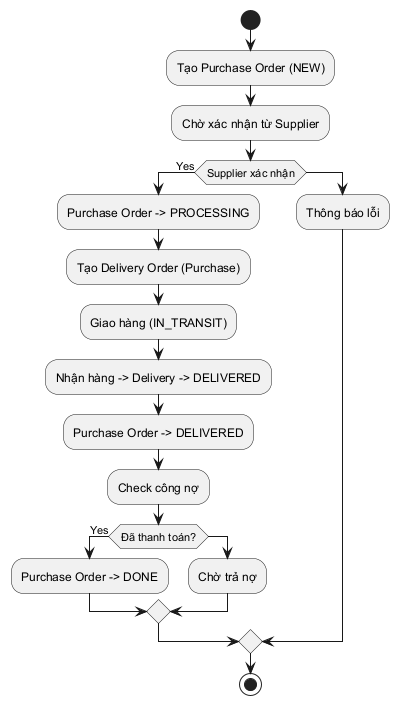 Tạo Purchase Order (NEW)
Chờ xác nhận từ Supplier
Supplier xác nhận
Yes
Purchase Order -> PROCESSING
Thông báo lỗi
Tạo Delivery Order (Purchase)
Giao hàng (IN_TRANSIT)
Nhận hàng -> Delivery -> DELIVERED
Purchase Order -> DELIVERED
Check công nợ
Đã thanh toán?
Yes
Purchase Order -> DONE
Chờ trả nợ